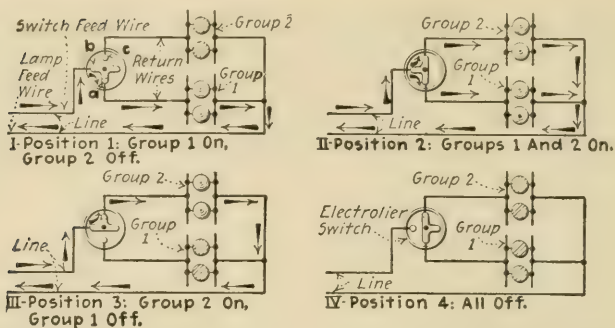 Switch Feed Wire
Group 2
b c
Lamp Feed Wire
Return Wires
Group 1
a
Line
I-Position 1: Group 1 On,
Group 2 Off.
Group 2
Group 1
Line
II-Position 2: Groups 1 And 2 On.
Group 2
Group 1
Line
III-Position 3: Group 2 On,
Group 1 Off.
Group 2
Electrolier Switch
Group 1
Line
IV-Position 4: All Off.